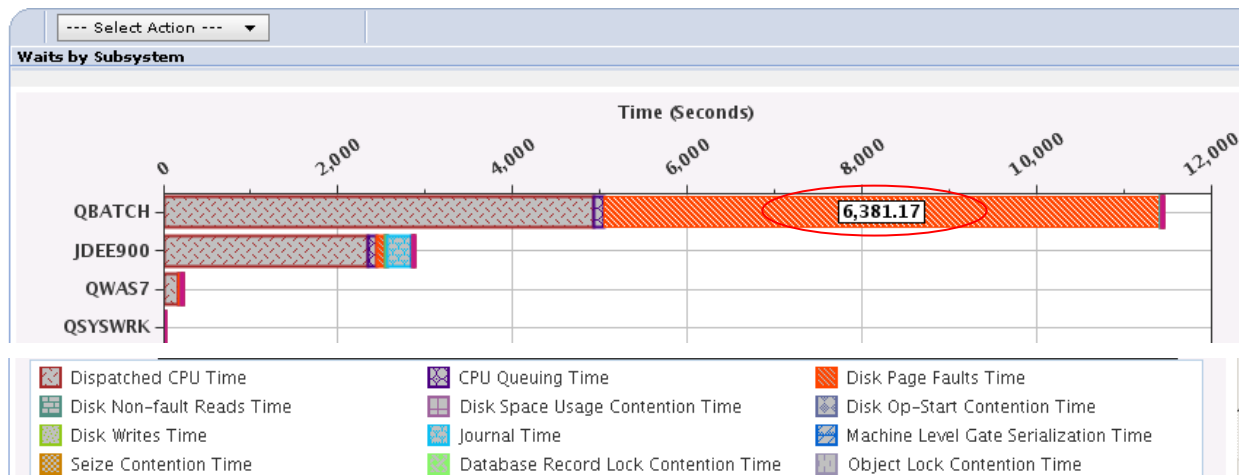 --- Select Action ---
Waits by Subsystem
Time (Seconds)
0 2,000 4,000 6,000 8,000 10,000 12,000
QBATCH 6,381.17
JDEE900
QWAS7
QSYSWRK
Dispatched CPU Time CPU Queuing Time Disk Page Faults Time
Disk Non-fault Reads Time Disk Space Usage Contention Time Disk Op-Start Contention Time
Disk Writes Time Journal Time Machine Level Gate Serialization Time
Seize Contention Time Database Record Lock Contention Time Object Lock Contention Time